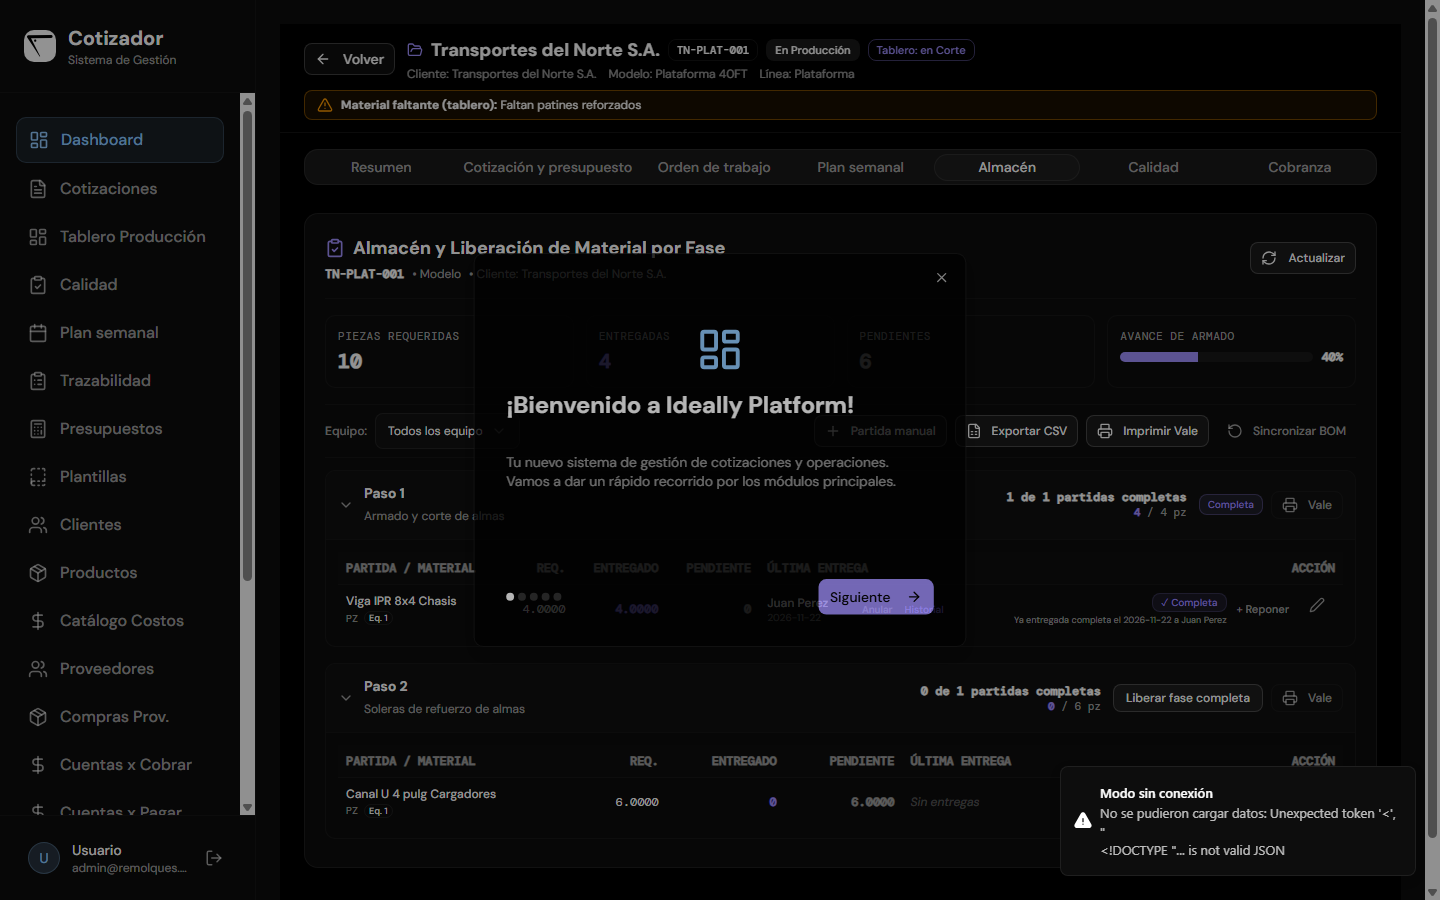 Cotizador
Sistema de Gestión
Dashboard
Cotizaciones
Tablero Producción
Calidad
Plan semanal
Trazabilidad
Presupuestos
Plantillas
Clientes
Productos
Catálogo Costos
Proveedores
Compras Prov.
Cuentas x Cobrar
Cuentas x Pagar
U
Usuario
admin@remolques....
Volver
Transportes del Norte S.A.
TN-PLAT-001
En Producción
Tablero: en Corte
Cliente: Transportes del Norte S.A. Modelo: Plataforma 40FT Línea: Plataforma
Material faltante (tablero): Faltan patines reforzados
Resumen
Cotización y presupuesto
Orden de trabajo
Plan semanal
Almacén
Calidad
Cobranza
Almacén y Liberación de Material por Fase
TN-PLAT-001 • Modelo • Cliente: Transportes del Norte S.A.
Actualizar
PIEZAS REQUERIDAS
10
ENTREGADAS
4
PENDIENTES
6
AVANCE DE ARMADO
40%
¡Bienvenido a Ideally Platform!
Tu nuevo sistema de gestión de cotizaciones y operaciones.
Vamos a dar un rápido recorrido por los módulos principales.
Siguiente
Equipo:
Todos los equipo
Partida manual
Exportar CSV
Imprimir Vale
Sincronizar BOM
Paso 1
Armado y corte de almas
1 de 1 partidas completas
4 / 4 pz
Completa
Vale
PARTIDA / MATERIAL REQ. ENTREGADO PENDIENTE ÚLTIMA ENTREGA ACCIÓN
Viga IPR 8x4 Chasis
PZ Eq. 1
4.0000 4.0000 0
Juan Perez
2026-11-22
Anular Historial
✓ Completa
Ya entregada completa el 2026-11-22 a Juan Perez
+ Reponer
Paso 2
Soleras de refuerzo de almas
0 de 1 partidas completas
0 / 6 pz
Liberar fase completa
Vale
PARTIDA / MATERIAL REQ. ENTREGADO PENDIENTE ÚLTIMA ENTREGA ACCIÓN
Canal U 4 pulg Cargadores
PZ Eq. 1
6.0000 0 6.0000 Sin entregas
Modo sin conexión
No se pudieron cargar datos: Unexpected token '<',
"
<!DOCTYPE "... is not valid JSON